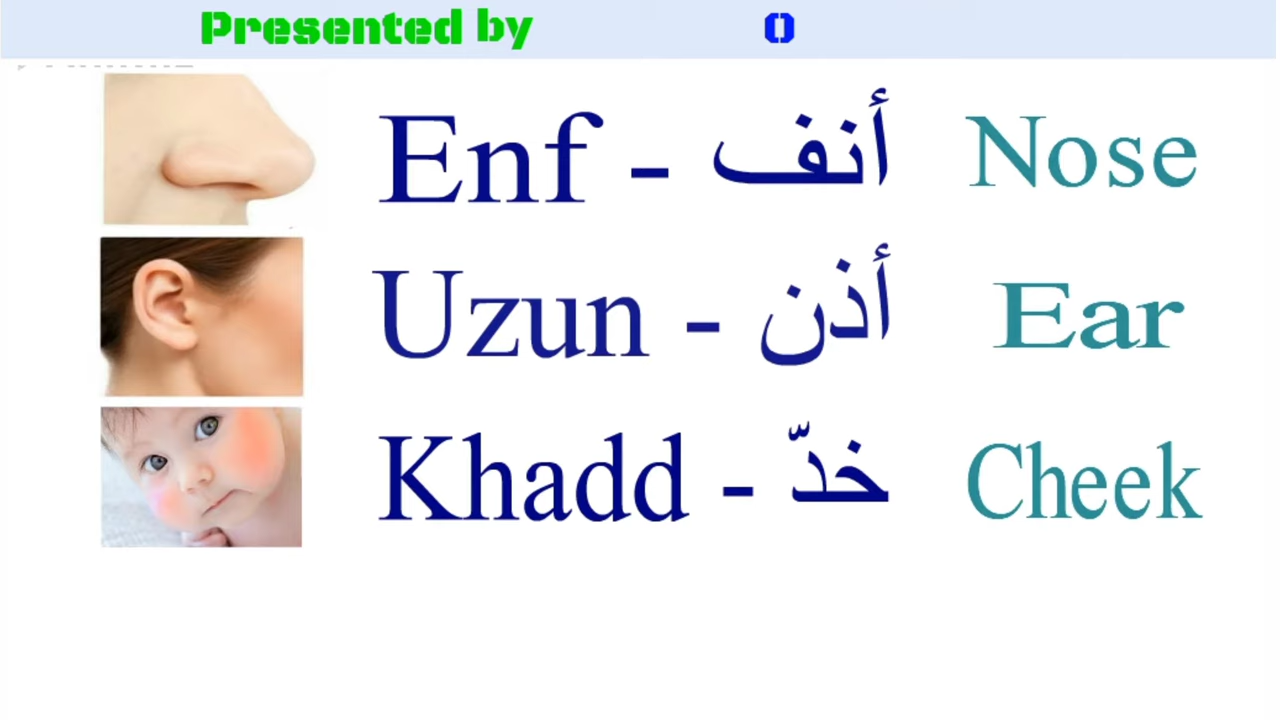 Presented by 0
Enf - أنف Nose
Uzun - أذن Ear
Khadd - خدّ Cheek